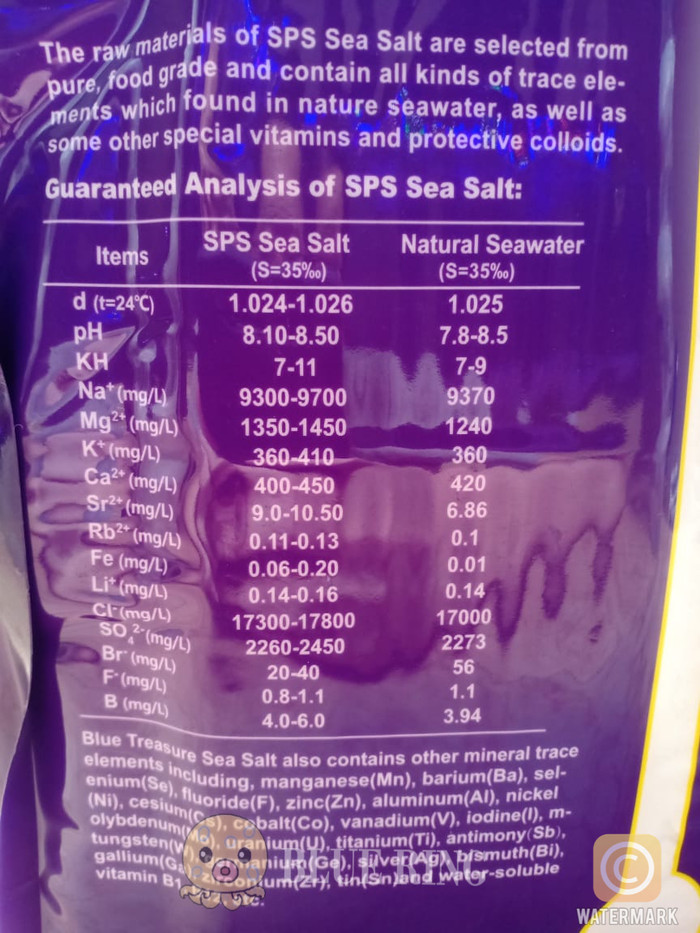 The raw materials of SPS Sea Salt are selected from
pure, food grade and contain all kinds of trace ele-
ments which found in nature seawater, as well as
some other special vitamins and protective colloids.
Guaranteed Analysis of SPS Sea Salt:
Items SPS Sea Salt (S=35‰) Natural Seawater (S=35‰)
d (t=24℃) 1.024-1.026 1.025
pH 8.10-8.50 7.8-8.5
KH 7-11 7-9
Na⁺ (mg/L) 9300-9700 9370
Mg²⁺ (mg/L) 1350-1450 1240
K⁺ (mg/L) 360-410 360
Ca²⁺ (mg/L) 400-450 420
Sr²⁺ (mg/L) 9.0-10.50 6.86
Rb²⁺ (mg/L) 0.11-0.13 0.1
Fe (mg/L) 0.06-0.20 0.01
Li⁺ (mg/L) 0.14-0.16 0.14
Cl⁻ (mg/L) 17300-17800 17000
SO₄²⁻ (mg/L) 2260-2450 2273
Br⁻ (mg/L) 20-40 56
F⁻ (mg/L) 0.8-1.1 1.1
B (mg/L) 4.0-6.0 3.94
Blue Treasure Sea Salt also contains other mineral trace
elements including, manganese(Mn), barium(Ba), sel-
enium(Se), fluoride(F), zinc(Zn), aluminum(Al), nickel
(Ni), cesium(Cs), cobalt(Co), vanadium(V), iodine(I), m-
olybdenum titanium(Ti), antimony(Sb),
tungsten silver(Ag), bismuth(Bi),
gallium tin(Sn)and water-soluble
vitamin
BLUE RING
C
WATERMARK